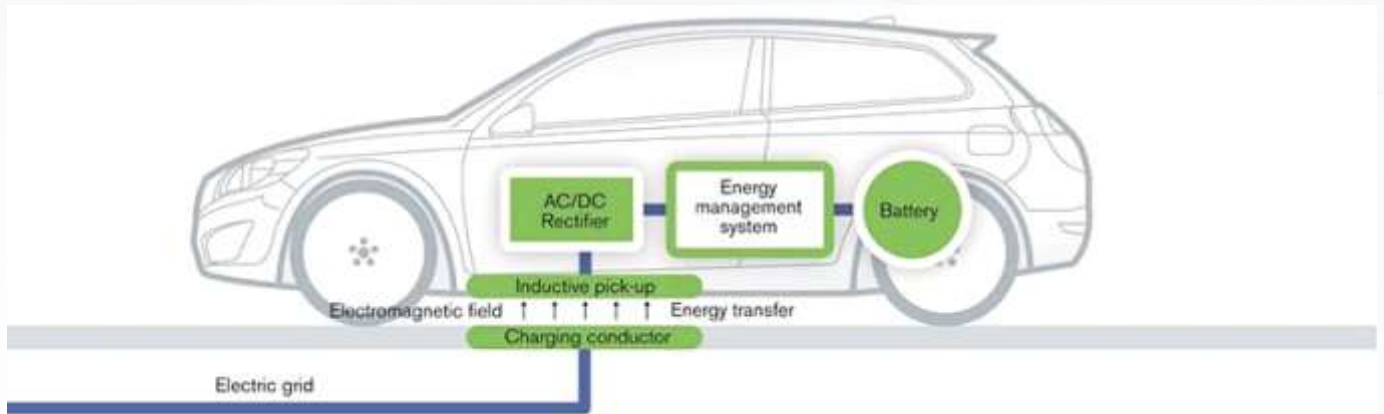 AC/DC
Rectifier
Energy
management
system
Battery
Inductive pick-up
Electromagnetic field
Energy transfer
Charging conductor
Electric grid